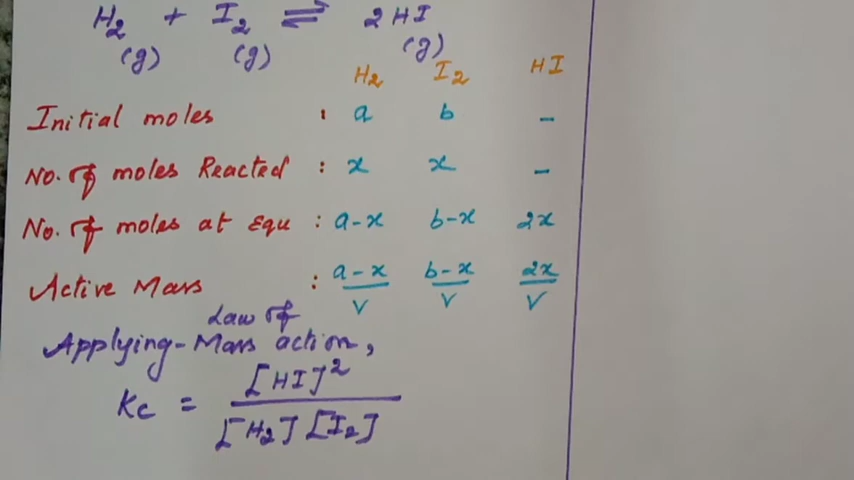 H₂ + I₂ ⇌ 2HI
(g) (g) (g)
H₂ I₂ HI
Initial moles : a b -
No. of moles Reacted : x x -
No. of moles at Equ : a-x b-x 2x
Active Mass : a-x/V b-x/V 2x/V
Law of
Applying-Mass action,
Kc = [HI]²
[H₂] [I₂]